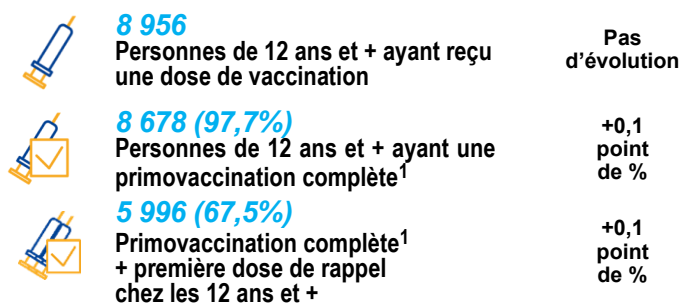 8 956
Personnes de 12 ans et + ayant reçu
une dose de vaccination
Pas
d'évolution
8 678 (97,7%)
Personnes de 12 ans et + ayant une
primovaccination complète1
+0,1
point
de %
5 996 (67,5%)
Primovaccination complète1
+ première dose de rappel
chez les 12 ans et +
+0,1
point
de %